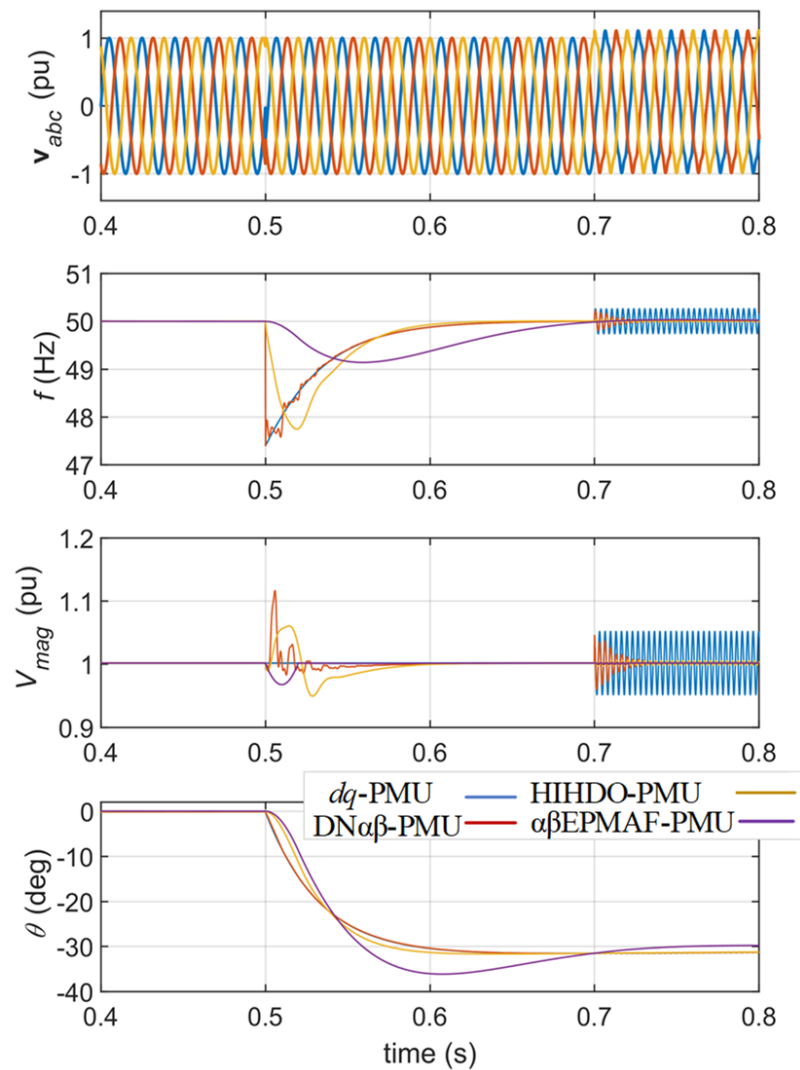 v_abc (pu)
1
0
-1
0.4 0.5 0.6 0.7 0.8
f (Hz)
51
50
49
48
47
0.4 0.5 0.6 0.7 0.8
V_mag (pu)
1.2
1.1
1
0.9
0.4 0.5 0.6 0.7 0.8
dq-PMU HIHDO-PMU
DNαβ-PMU αβEPMAF-PMU
θ (deg)
0
-10
-20
-30
-40
0.4 0.5 0.6 0.7 0.8
time (s)